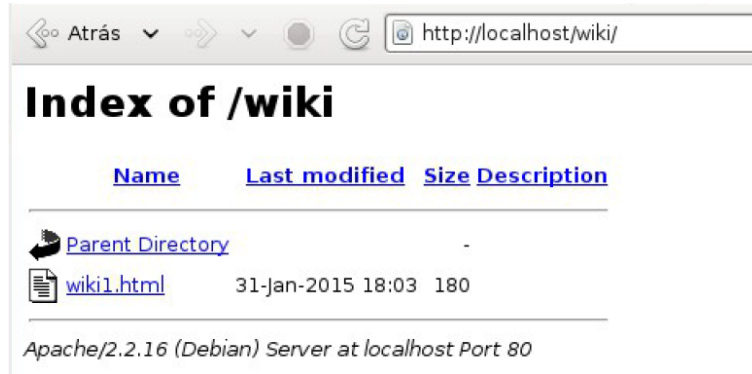 Atrás http://localhost/wiki/
Index of /wiki
Name Last modified Size Description
Parent Directory -
wiki1.html 31-Jan-2015 18:03 180
Apache/2.2.16 (Debian) Server at localhost Port 80